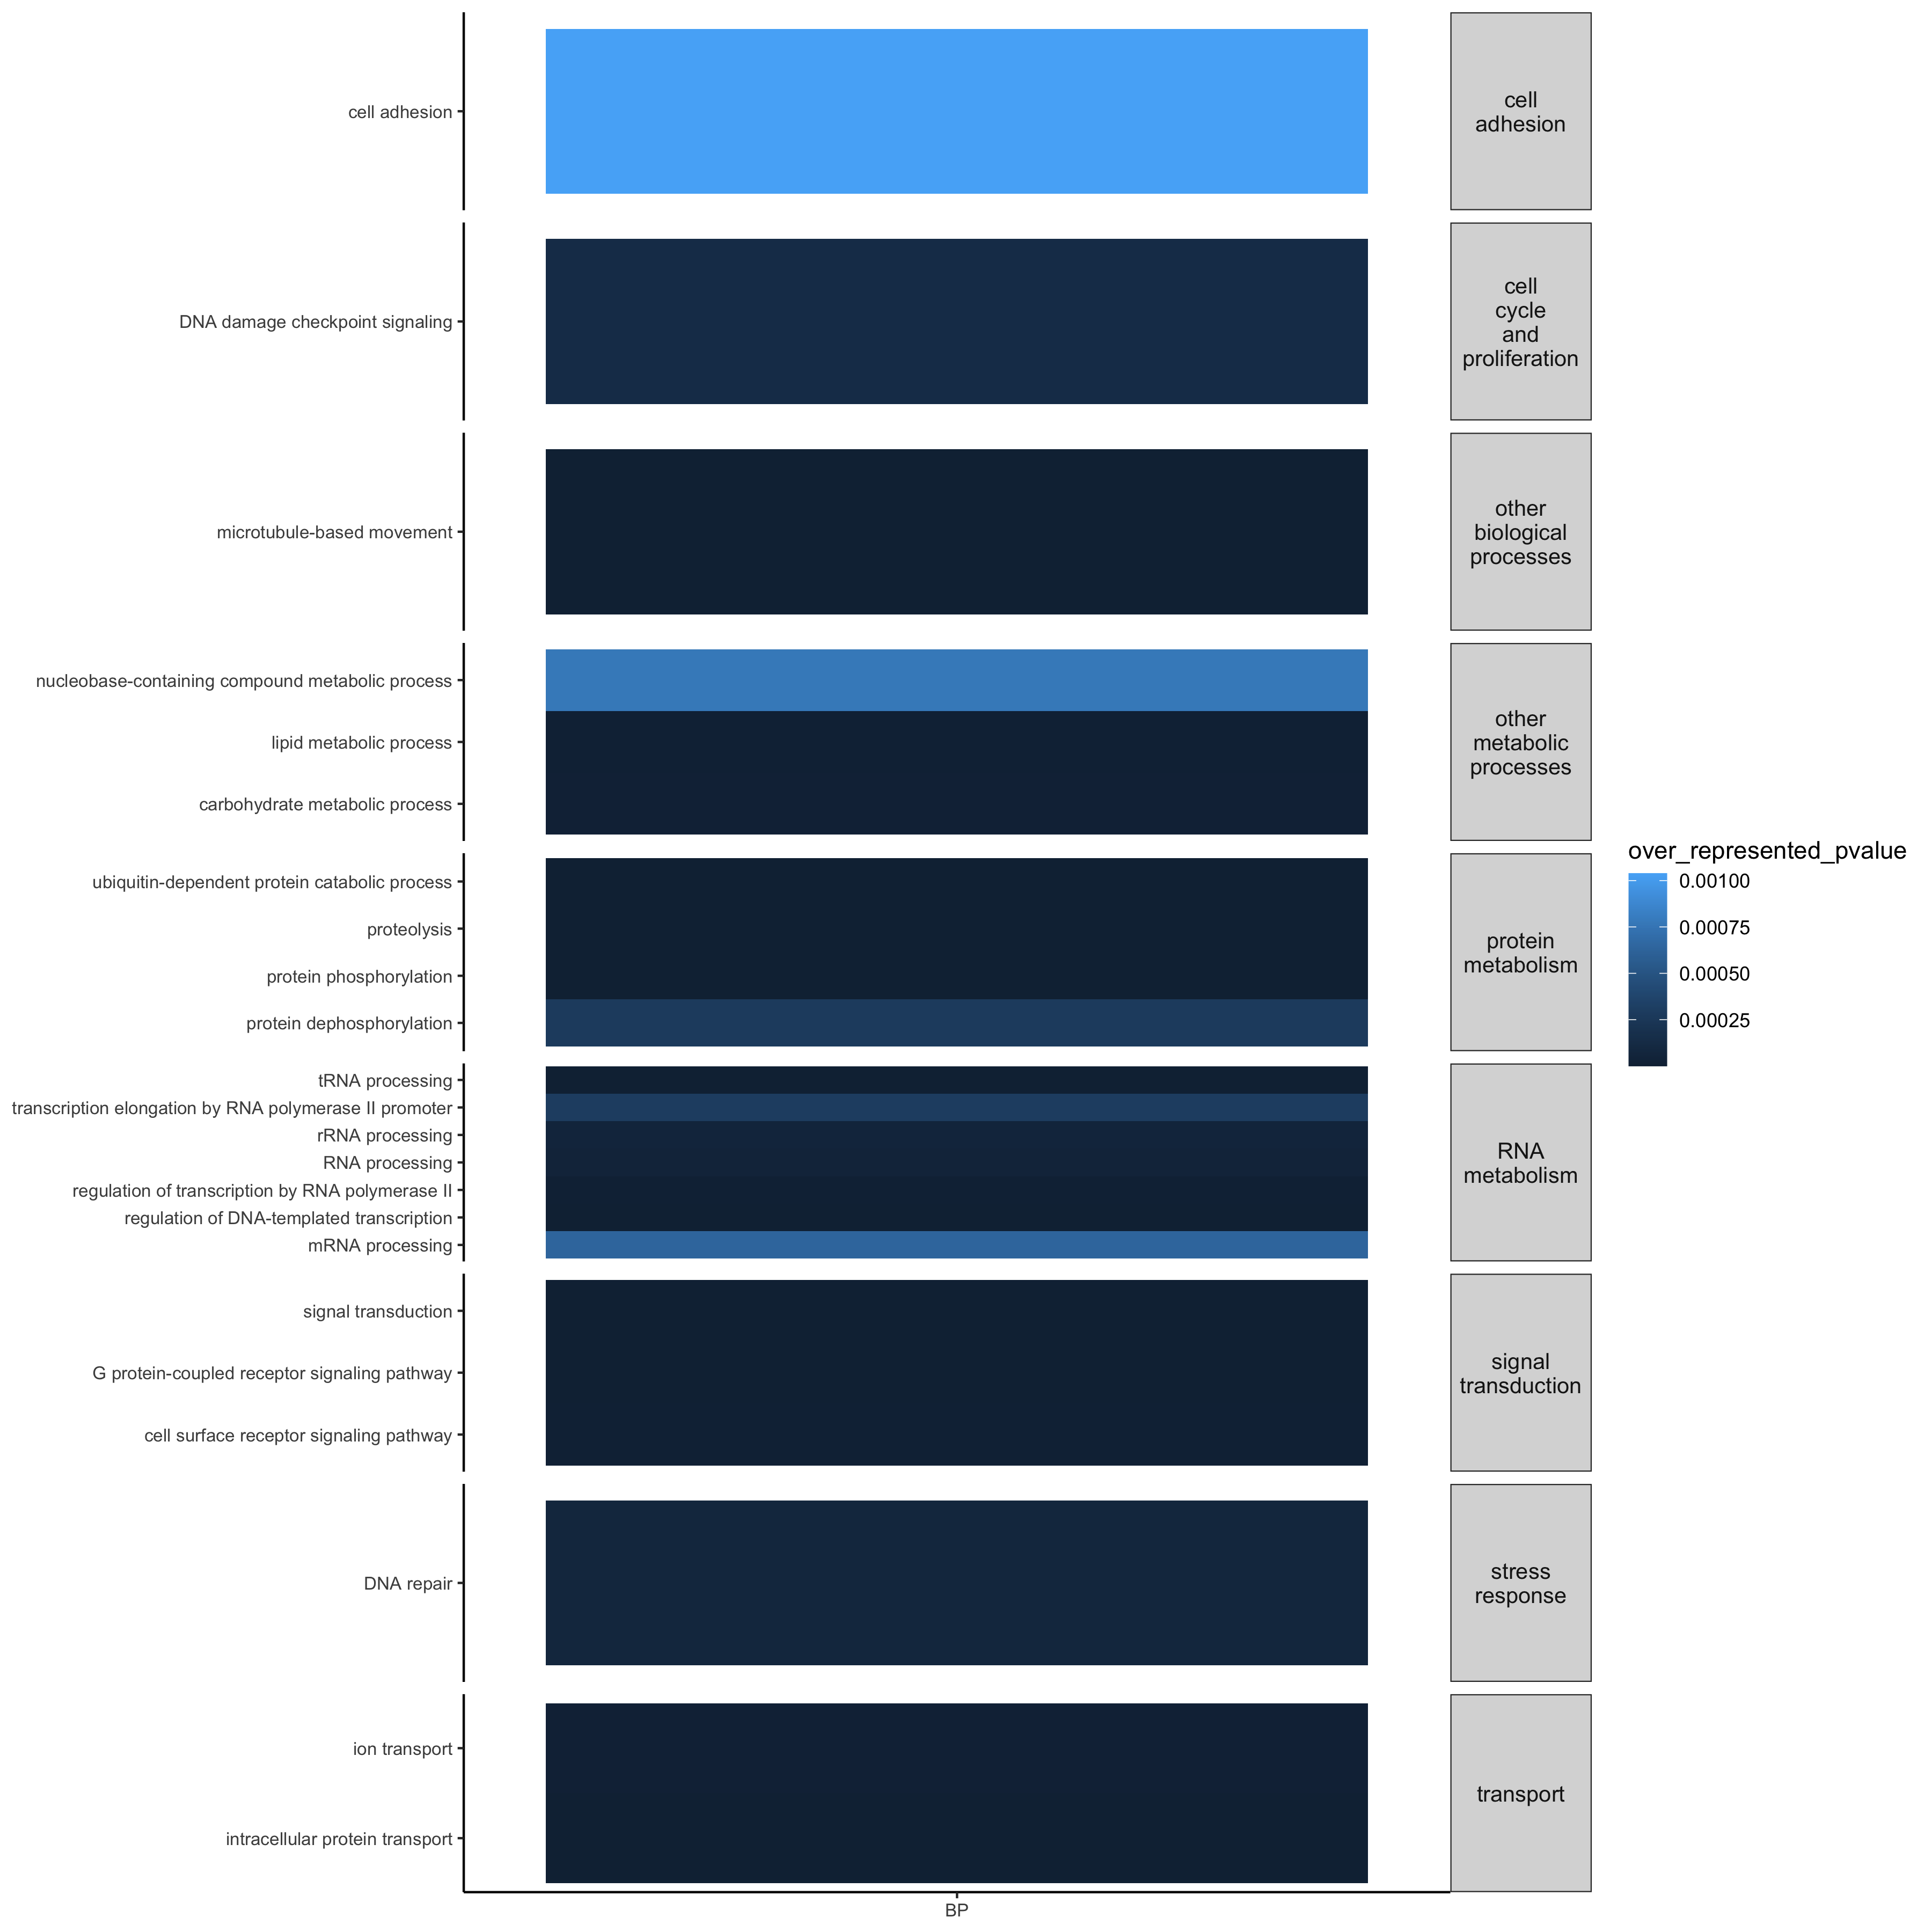 cell adhesion
cell
adhesion
DNA damage checkpoint signaling
cell
cycle
and
proliferation
microtubule-based movement
other
biological
processes
nucleobase-containing compound metabolic process
lipid metabolic process
carbohydrate metabolic process
other
metabolic
processes
ubiquitin-dependent protein catabolic process
proteolysis
protein phosphorylation
protein dephosphorylation
protein
metabolism
tRNA processing
transcription elongation by RNA polymerase II promoter
rRNA processing
RNA processing
regulation of transcription by RNA polymerase II
regulation of DNA-templated transcription
mRNA processing
RNA
metabolism
signal transduction
G protein-coupled receptor signaling pathway
cell surface receptor signaling pathway
signal
transduction
DNA repair
stress
response
ion transport
intracellular protein transport
transport
BP
over_represented_pvalue
0.00100
0.00075
0.00050
0.00025